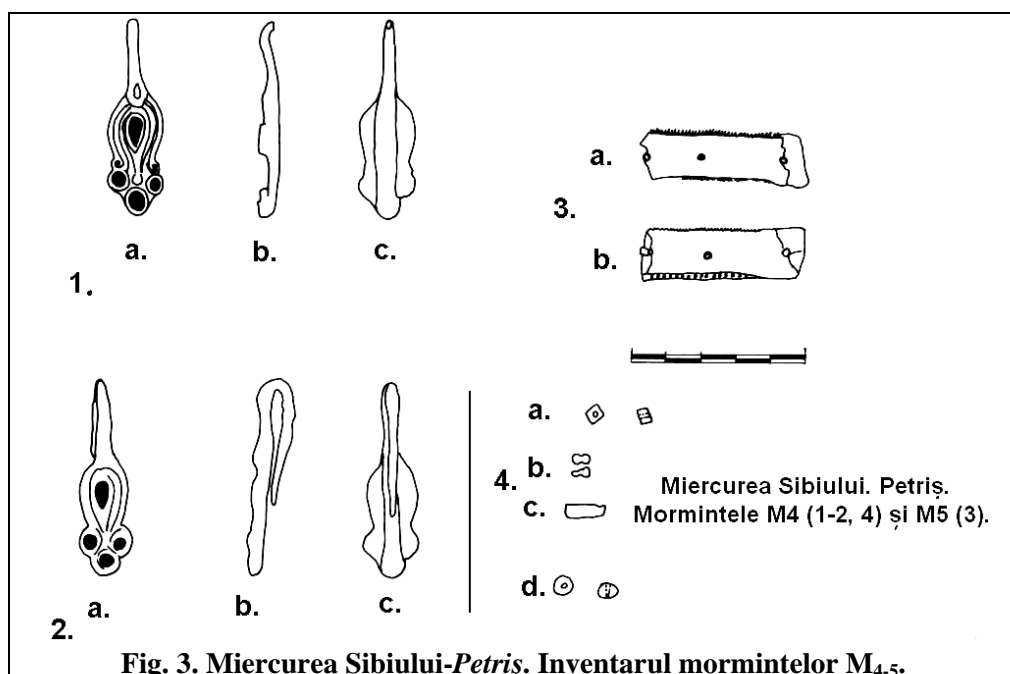 a.
b.
c.
1.
a.
b.
c.
2.
a.
3.
b.
a.
b.
4.
c.
d.
Miercurea Sibiului. Petriș.
Mormintele M4 (1-2, 4) și M5 (3).
Fig. 3. Miercurea Sibiului-Petris. Inventarul mormintelor M4-5.